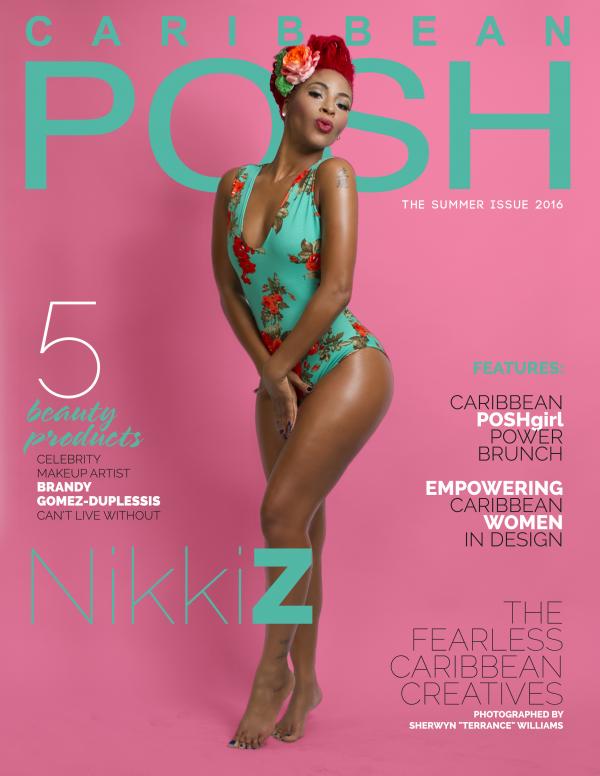 CARIBBEAN
POSH
THE SUMMER ISSUE 2016
5
beauty
products
CELEBRITY
MAKEUP ARTIST
BRANDY
GOMEZ-DUPLESSIS
CAN'T LIVE WITHOUT
NikkiZ
FEATURES:
CARIBBEAN
POSHgirl
POWER
BRUNCH
EMPOWERING
CARIBBEAN
WOMEN
IN DESIGN
THE
FEARLESS
CARIBBEAN
CREATIVES
PHOTOGRAPHED BY
SHERWYN "TERRANCE" WILLIAMS